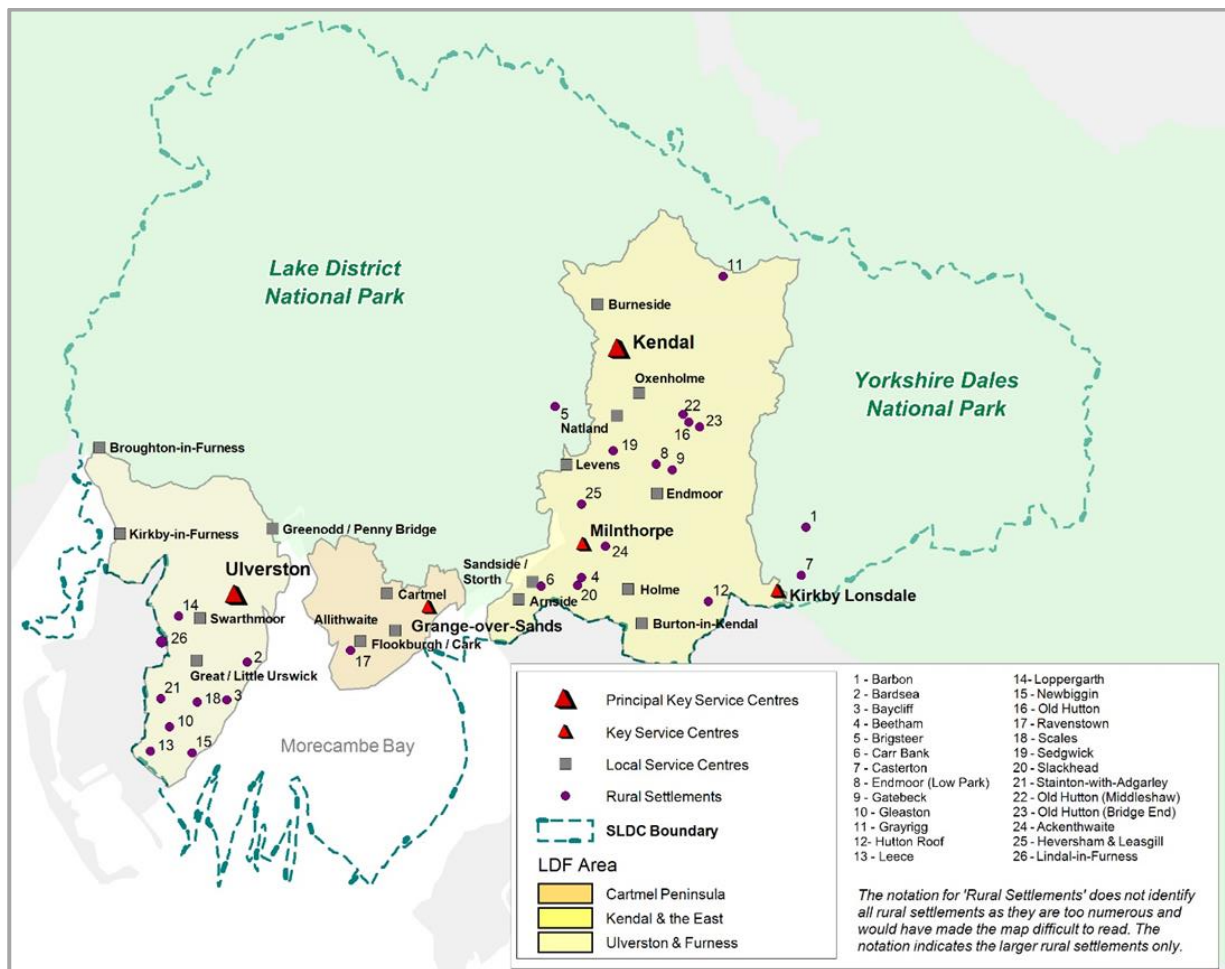 Lake District
National Park
11
Burneside
Kendal
Oxenholme
Yorkshire Dales
National Park
5
Natland
22
16
23
Broughton-in-Furness
19
8
9
Levens
Endmoor
25
Kirkby-in-Furness
Greenodd / Penny Bridge
Milnthorpe
24
1
Ulverston
Sandside /
Storth
6
4
20
7
Cartmel
Arnside
Holme
12
Kirkby Lonsdale
14
Swarthmoor
Allithwaite
Grange-over-Sands
Burton-in-Kendal
26
Flookburgh / Cark
17
2
Great / Little Urswick
21
18
3
10
13
15
Morecambe Bay
Principal Key Service Centres
Key Service Centres
Local Service Centres
Rural Settlements
SLDC Boundary
LDF Area
Cartmel Peninsula
Kendal & the East
Ulverston & Furness
1 - Barbon
2 - Bardsea
3 - Baycliff
4 - Beetham
5 - Brigsteer
6 - Carr Bank
7 - Casterton
8 - Endmoor (Low Park)
9 - Gatebeck
10 - Gleaston
11 - Grayrigg
12- Hutton Roof
13 - Leece
14- Loppergarth
15 - Newbiggin
16 - Old Hutton
17 - Ravenstown
18 - Scales
19 - Sedgwick
20 - Slackhead
21 - Stainton-with-Adgarley
22 - Old Hutton (Middleshaw)
23 - Old Hutton (Bridge End)
24 - Ackenthwaite
25 - Heversham & Leasgill
26 - Lindal-in-Furness
The notation for 'Rural Settlements' does not identify
all rural settlements as they are too numerous and
would have made the map difficult to read. The
notation indicates the larger rural settlements only.